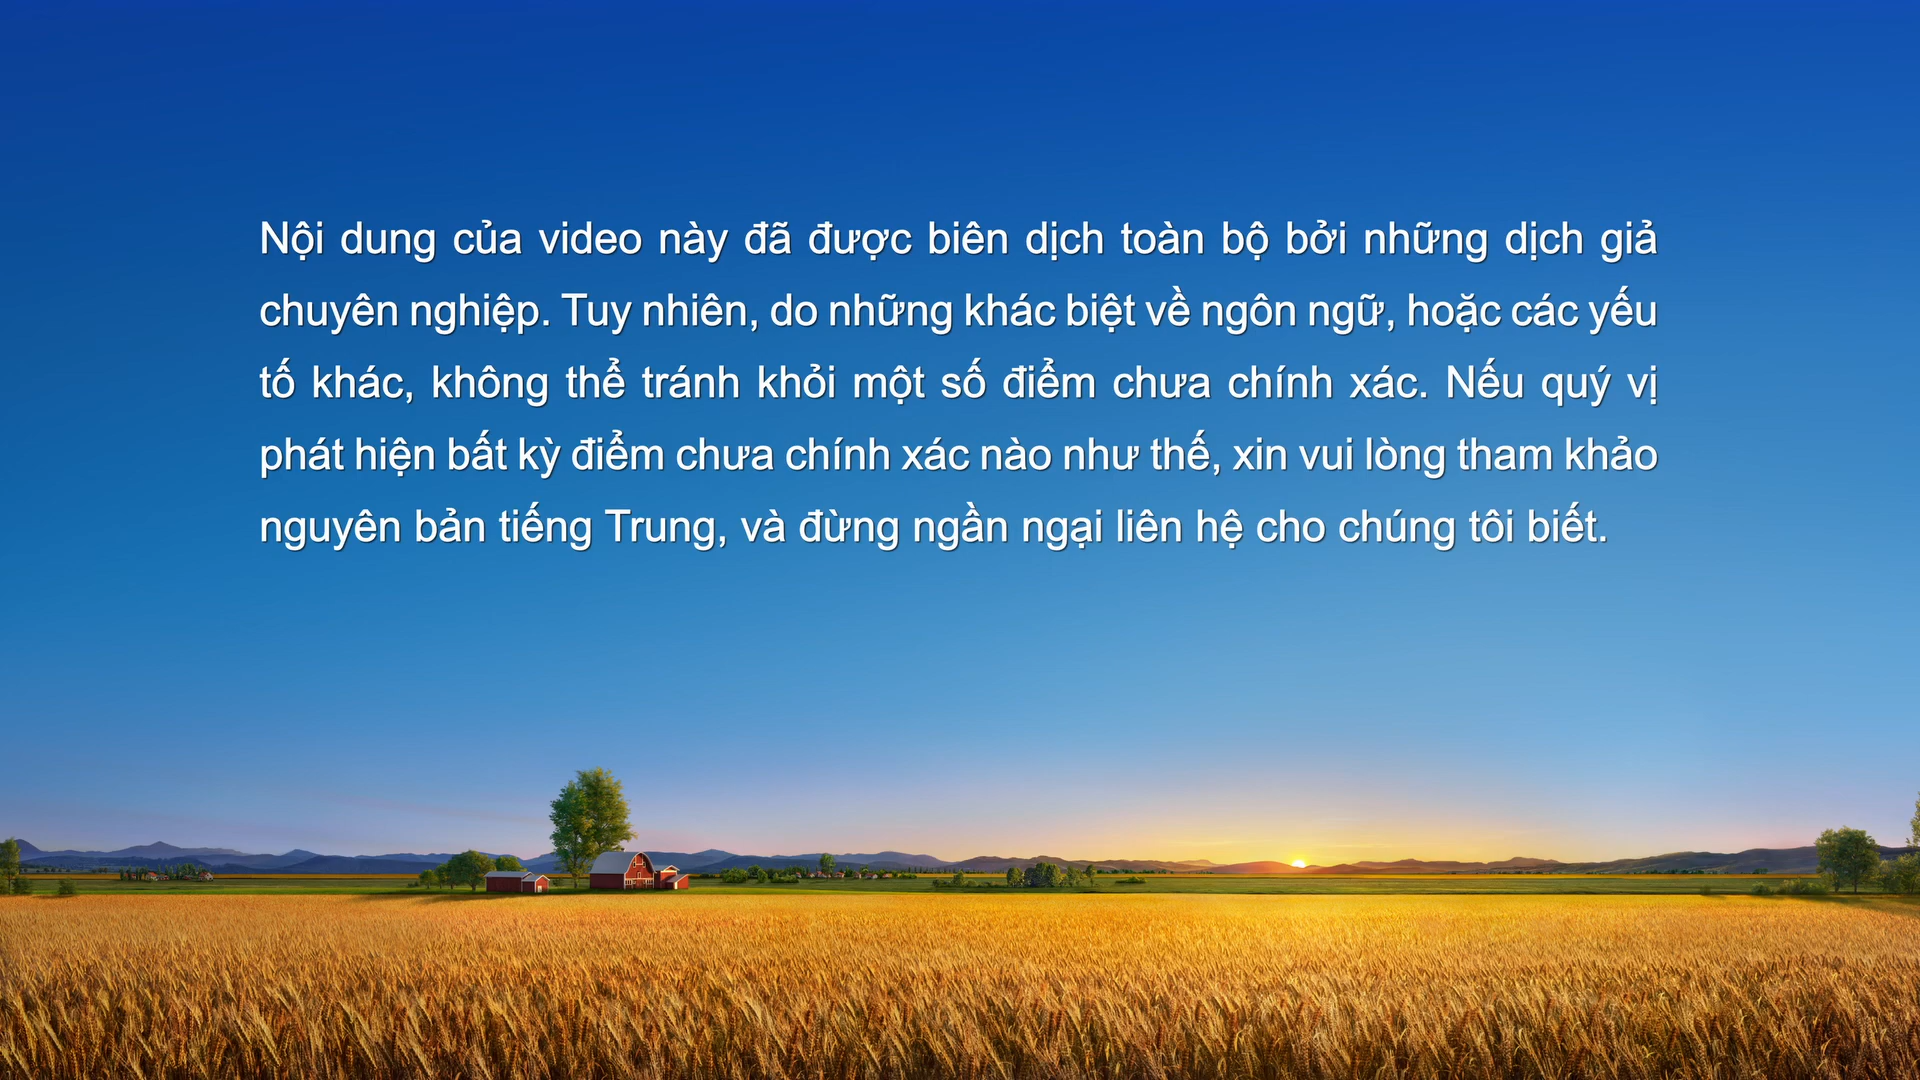 Nội dung của video này đã được biên dịch toàn bộ bởi những dịch giả
chuyên nghiệp. Tuy nhiên, do những khác biệt về ngôn ngữ, hoặc các yếu
tố khác, không thể tránh khỏi một số điểm chưa chính xác. Nếu quý vị
phát hiện bất kỳ điểm chưa chính xác nào như thế, xin vui lòng tham khảo
nguyên bản tiếng Trung, và đừng ngần ngại liên hệ cho chúng tôi biết.